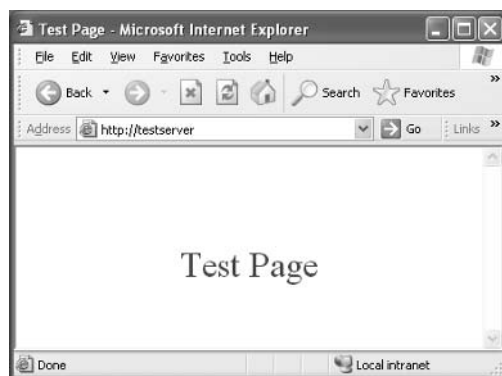 Test Page - Microsoft Internet Explorer
File Edit View Favorites Tools Help
Back Search Favorites »
Address http://testserver Go Links »
Test Page
Done Local intranet